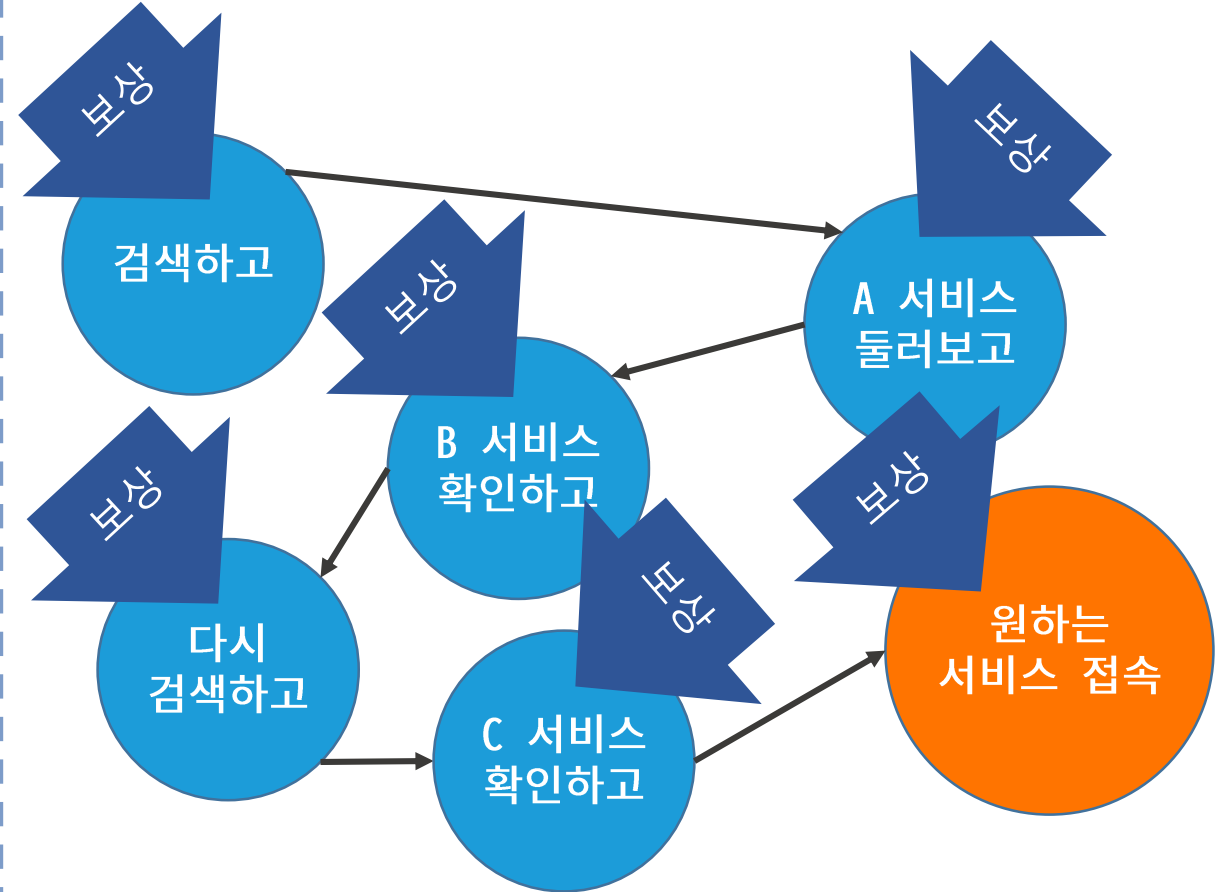 보상
검색하고
보상
A 서비스
둘러보고
보상
B 서비스
확인하고
보상
다시
검색하고
보상
C 서비스
확인하고
보상
원하는
서비스 접속